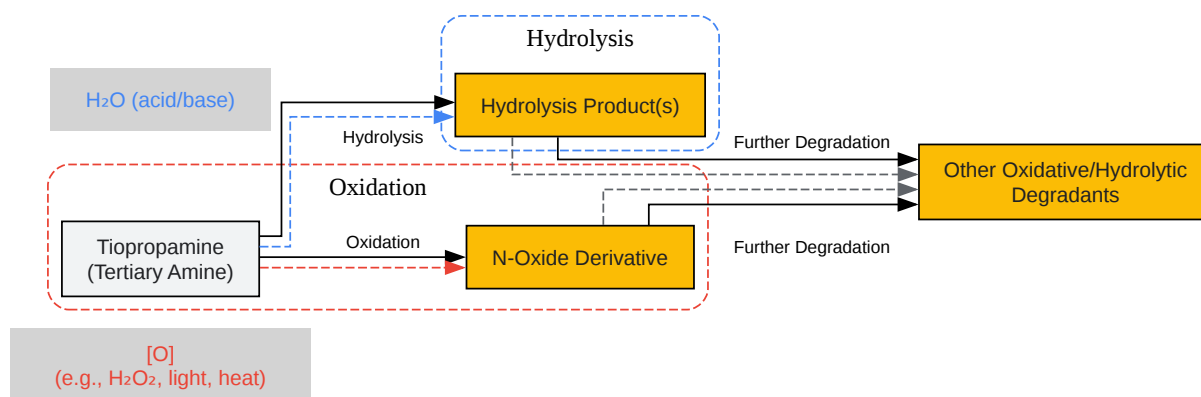 Hydrolysis
H₂O (acid/base)
Hydrolysis Product(s)
Hydrolysis
Further Degradation
Other Oxidative/Hydrolytic
Degradants
Oxidation
Tiopropamine
(Tertiary Amine)
Oxidation
N-Oxide Derivative
Further Degradation
[O]
(e.g., H₂O₂, light, heat)